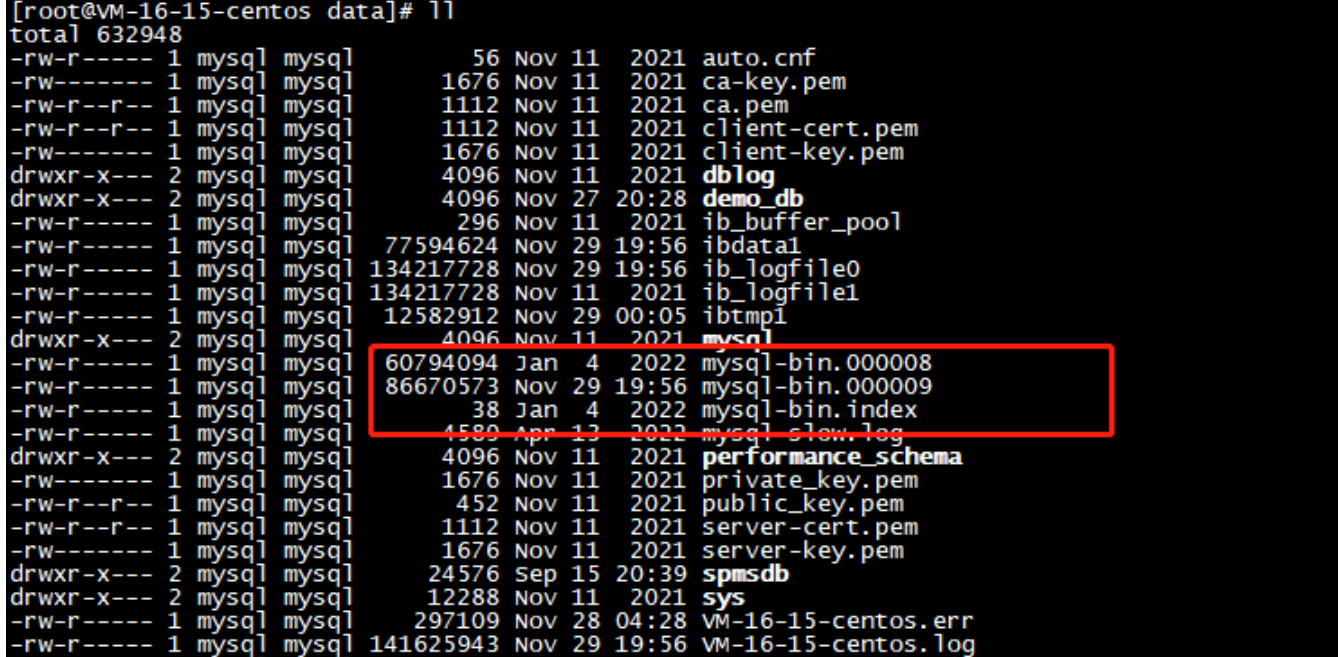 [root@VM-16-15-centos data]# ll
total 632948
-rw-r----- 1 mysql mysql        56 Nov 11  2021 auto.cnf
-rw------- 1 mysql mysql      1676 Nov 11  2021 ca-key.pem
-rw-r--r-- 1 mysql mysql      1112 Nov 11  2021 ca.pem
-rw-r--r-- 1 mysql mysql      1112 Nov 11  2021 client-cert.pem
-rw------- 1 mysql mysql      1676 Nov 11  2021 client-key.pem
drwxr-x--- 2 mysql mysql      4096 Nov 11  2021 dblog
drwxr-x--- 2 mysql mysql      4096 Nov 27 20:28 demo_db
-rw-r----- 1 mysql mysql       296 Nov 11  2021 ib_buffer_pool
-rw-r----- 1 mysql mysql  77594624 Nov 29 19:56 ibdata1
-rw-r----- 1 mysql mysql 134217728 Nov 29 19:56 ib_logfile0
-rw-r----- 1 mysql mysql 134217728 Nov 11  2021 ib_logfile1
-rw-r----- 1 mysql mysql  12582912 Nov 29 00:05 ibtmp1
drwxr-x--- 2 mysql mysql      4096 Nov 11  2021 mysql
-rw-r----- 1 mysql mysql  60794094 Jan  4  2022 mysql-bin.000008
-rw-r----- 1 mysql mysql  86670573 Nov 29 19:56 mysql-bin.000009
-rw-r----- 1 mysql mysql        38 Jan  4  2022 mysql-bin.index
-rw-r----- 1 mysql mysql      4589 Apr 13  2022 mysql-slow.log
drwxr-x--- 2 mysql mysql      4096 Nov 11  2021 performance_schema
-rw------- 1 mysql mysql      1676 Nov 11  2021 private_key.pem
-rw-r--r-- 1 mysql mysql       452 Nov 11  2021 public_key.pem
-rw-r--r-- 1 mysql mysql      1112 Nov 11  2021 server-cert.pem
-rw------- 1 mysql mysql      1676 Nov 11  2021 server-key.pem
drwxr-x--- 2 mysql mysql     24576 Sep 15 20:39 spmsdb
drwxr-x--- 2 mysql mysql     12288 Nov 11  2021 sys
-rw-r----- 1 mysql mysql    297109 Nov 28 04:28 VM-16-15-centos.err
-rw-r----- 1 mysql mysql 141625943 Nov 29 19:56 VM-16-15-centos.log